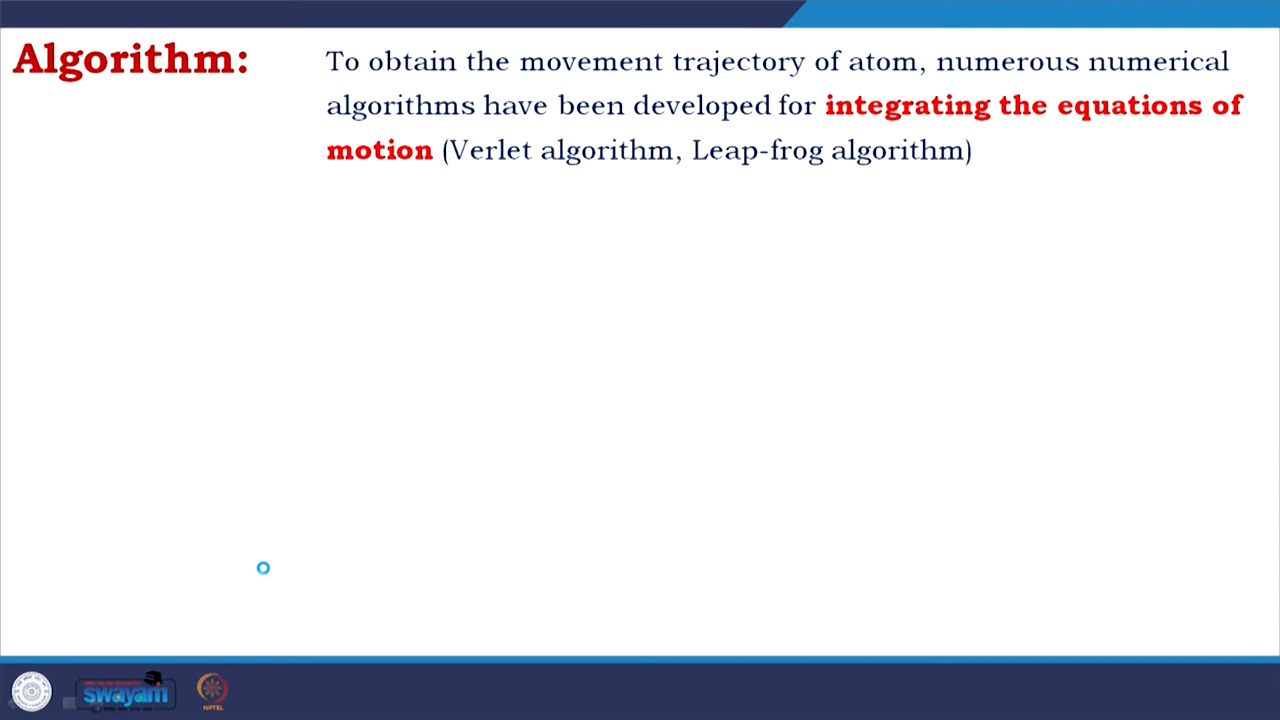 Algorithm:
To obtain the movement trajectory of atom, numerous numerical
algorithms have been developed for integrating the equations of
motion (Verlet algorithm, Leap-frog algorithm)
swayam
NPTEL